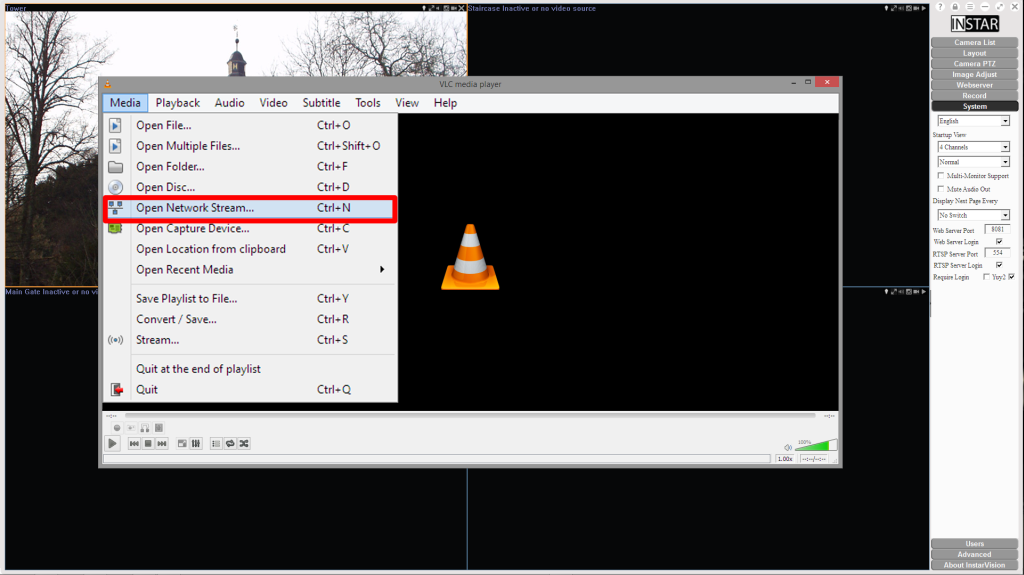 Tower
Staircase Inactive or no video source
INSTAR
Camera List
Layout
Camera PTZ
Image Adjust
Webserver
Record
System
English
Startup View
4 Channels
Normal
Multi-Monitor Support
Mute Audio Out
Display Next Page Every
No Switch
Web Server Port 8081
Web Server Login
RTSP Server Port 554
RTSP Server Login
Require Login Yuy2
Users
Advanced
About InstarVision
VLC media player
Media Playback Audio Video Subtitle Tools View Help
Open File... Ctrl+O
Open Multiple Files... Ctrl+Shift+O
Open Folder... Ctrl+F
Open Disc... Ctrl+D
Open Network Stream... Ctrl+N
Open Capture Device... Ctrl+C
Open Location from clipboard Ctrl+V
Open Recent Media
Save Playlist to File... Ctrl+Y
Convert / Save... Ctrl+R
Stream... Ctrl+S
Quit at the end of playlist
Quit Ctrl+Q
--:-- --:--
100%
1.00x --:--/--:--
Main Gate Inactive or no vi